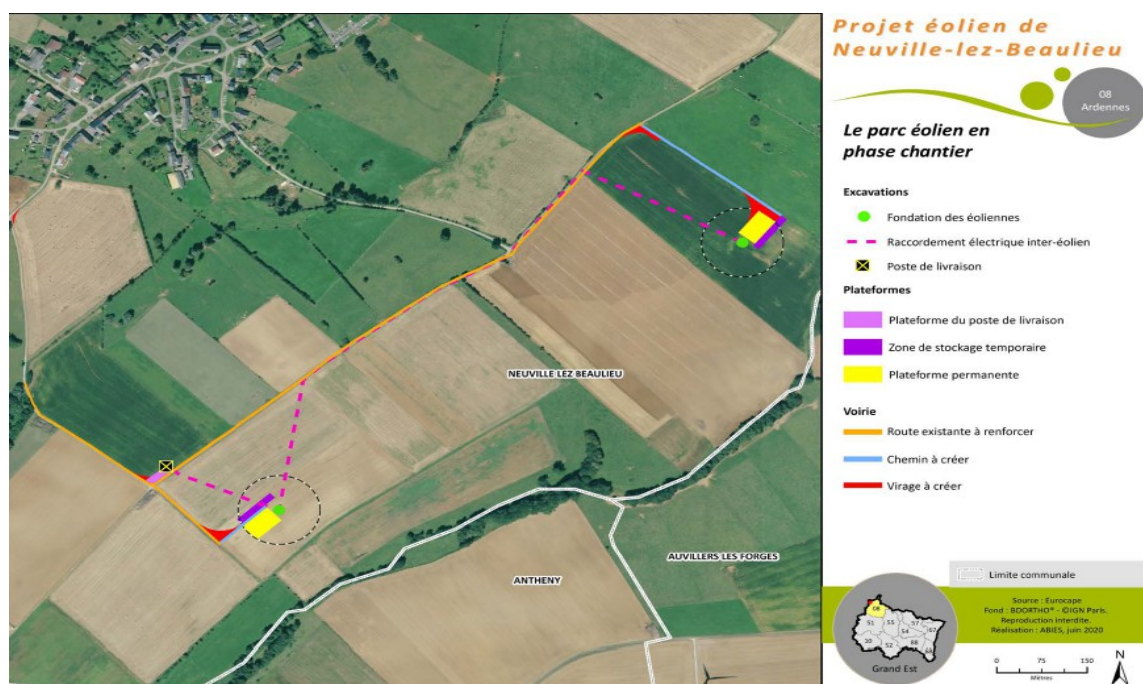 Projet éolien de
Neuville-lez-Beaulieu
08
Ardennes
Le parc éolien en
phase chantier
Excavations
Fondation des éoliennes
Raccordement électrique inter-éolien
Poste de livraison
Plateformes
Plateforme du poste de livraison
Zone de stockage temporaire
Plateforme permanente
Voirie
Route existante à renforcer
Chemin à créer
Virage à créer
NEUVILLE LEZ BEAULIEU
AUVILLERS LES FORGES
ANTHENY
Limite communale
Source : Eurocape
Fond : BDORTHO® - ©IGN Paris.
Reproduction interdite.
Réalisation : ABIES, juin 2020
08
51
55
57
54
67
52
88
68
Grand Est
N
0 75 150
Mètres